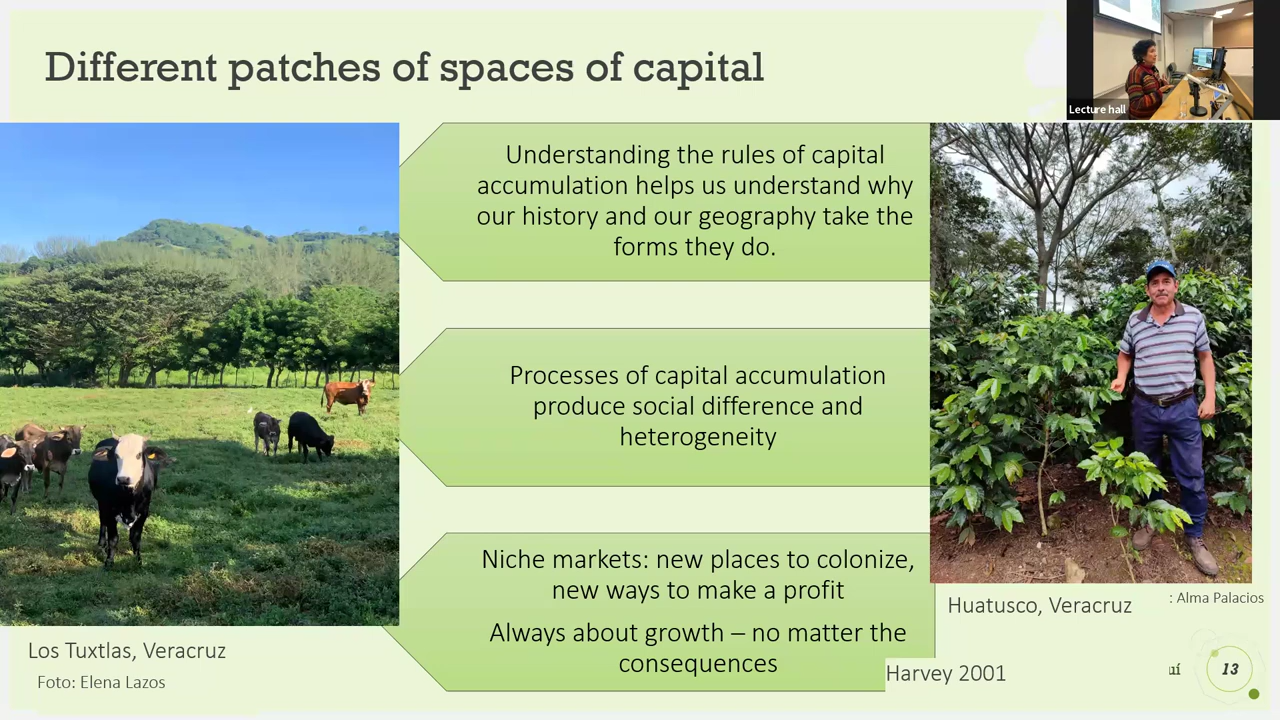 Different patches of spaces of capital
Lecture hall
Understanding the rules of capital
accumulation helps us understand why
our history and our geography take the
forms they do.
Processes of capital accumulation
produce social difference and
heterogeneity
Niche markets: new places to colonize,
new ways to make a profit
Always about growth – no matter the
consequences
Los Tuxtlas, Veracruz
Foto: Elena Lazos
Huatusco, Veracruz
: Alma Palacios
Harvey 2001
uí
13